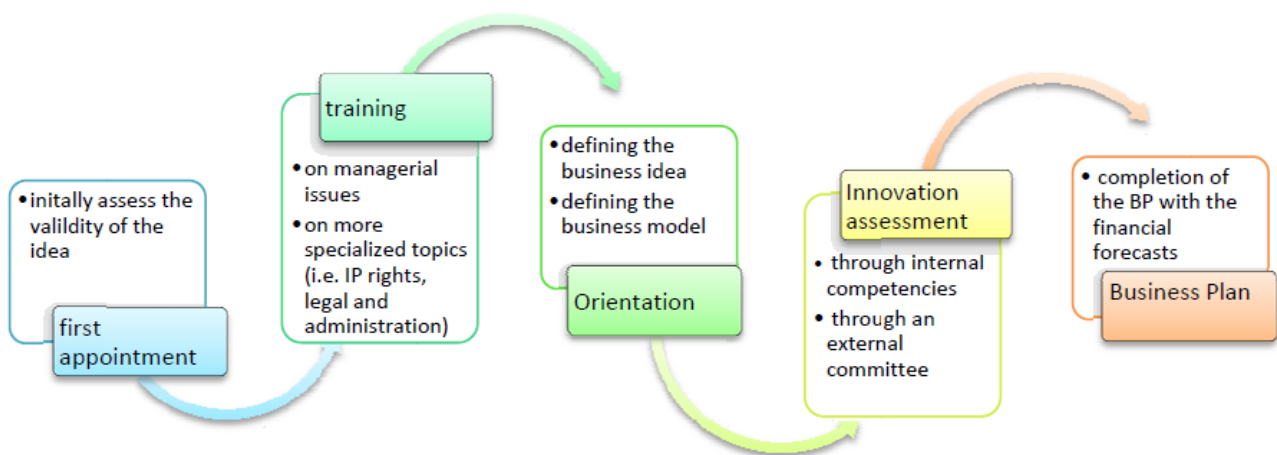 • initally assess the
valildity of the
idea
first
appointment
training
• on managerial
issues
• on more
specialized topics
(i.e. IP rights,
legal and
administration)
• defining the
business idea
• defining the
business model
Orientation
Innovation
assessment
• through internal
competencies
• through an
external
committee
• completion of
the BP with the
financial
forecasts
Business Plan